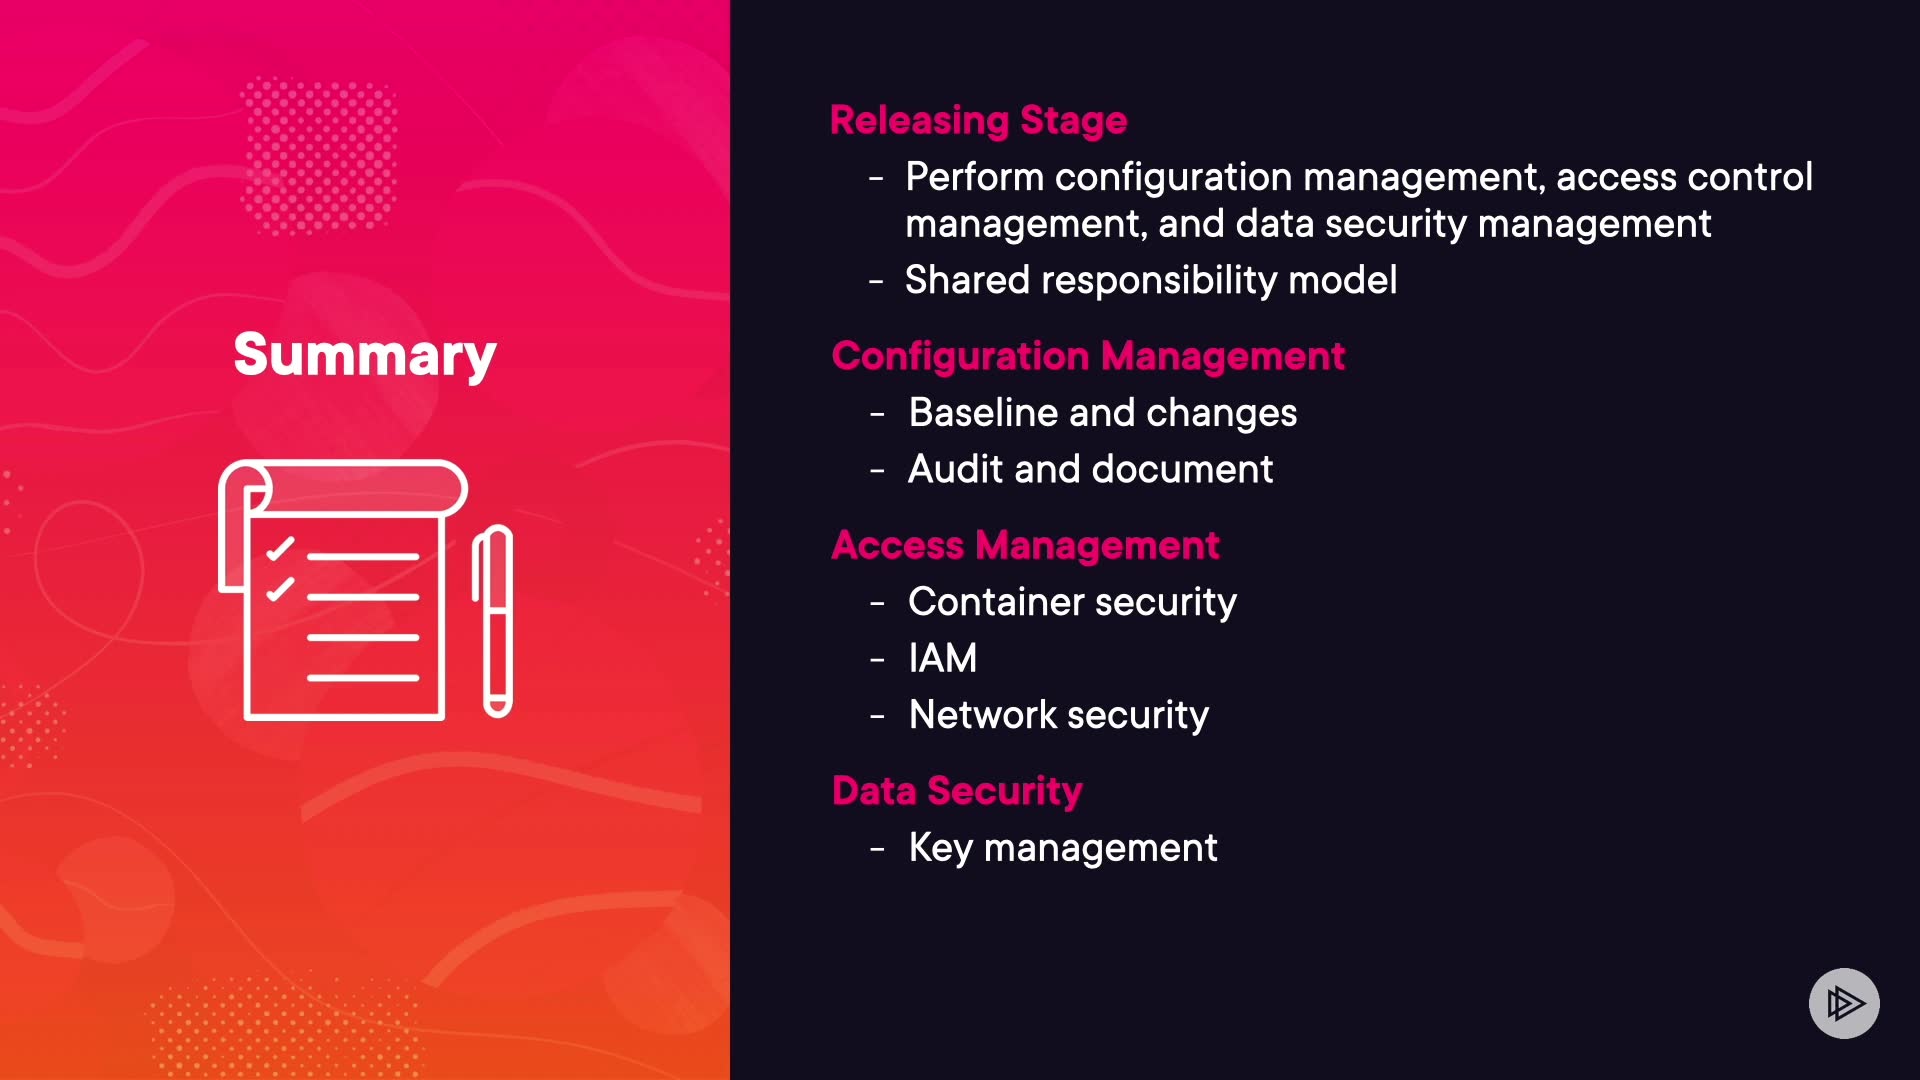 Summary
Releasing Stage
- Perform configuration management, access control
management, and data security management
- Shared responsibility model
Configuration Management
- Baseline and changes
- Audit and document
Access Management
- Container security
- IAM
- Network security
Data Security
- Key management